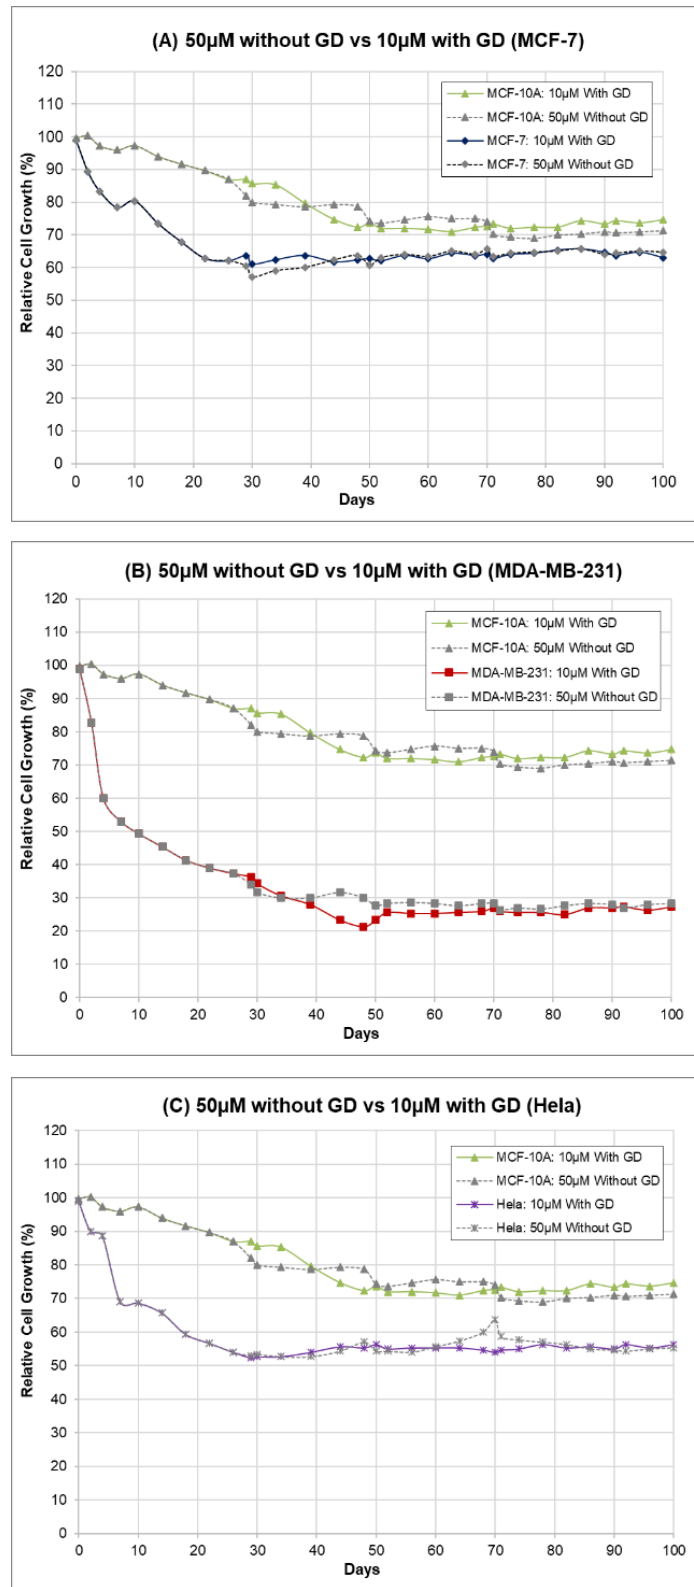 (A) 50μM without GD vs 10μM with GD (MCF-7)
120
110
100
90
80
70
60
50
40
30
20
10
0
Relative Cell Growth (%)
MCF-10A: 10μM With GD
MCF-10A: 50μM Without GD
MCF-7: 10μM With GD
MCF-7: 50μM Without GD
0 10 20 30 40 50 60 70 80 90 100
Days
(B) 50μM without GD vs 10μM with GD (MDA-MB-231)
120
110
100
90
80
70
60
50
40
30
20
10
0
Relative Cell Growth (%)
MCF-10A: 10μM With GD
MCF-10A: 50μM Without GD
MDA-MB-231: 10μM With GD
MDA-MB-231: 50μM Without GD
0 10 20 30 40 50 60 70 80 90 100
Days
(C) 50μM without GD vs 10μM with GD (Hela)
120
110
100
90
80
70
60
50
40
30
20
10
0
Relative Cell Growth (%)
MCF-10A: 10μM With GD
MCF-10A: 50μM Without GD
Hela: 10μM With GD
Hela: 50μM Without GD
0 10 20 30 40 50 60 70 80 90 100
Days